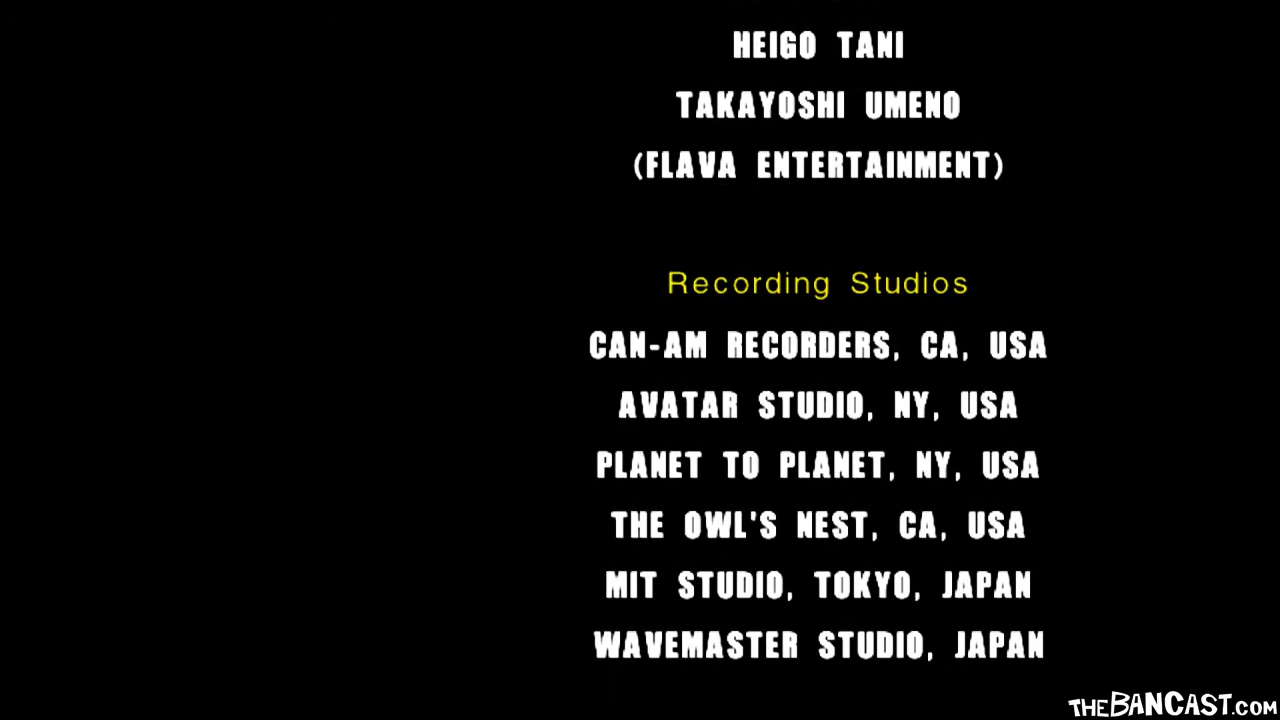 HEIGO TANI
TAKAYOSHI UMENO
(FLAVA ENTERTAINMENT)
Recording Studios
CAN-AM RECORDERS, CA, USA
AVATAR STUDIO, NY, USA
PLANET TO PLANET, NY, USA
THE OWL'S NEST, CA, USA
MIT STUDIO, TOKYO, JAPAN
WAVEMASTER STUDIO, JAPAN
THEBANCAST.COM